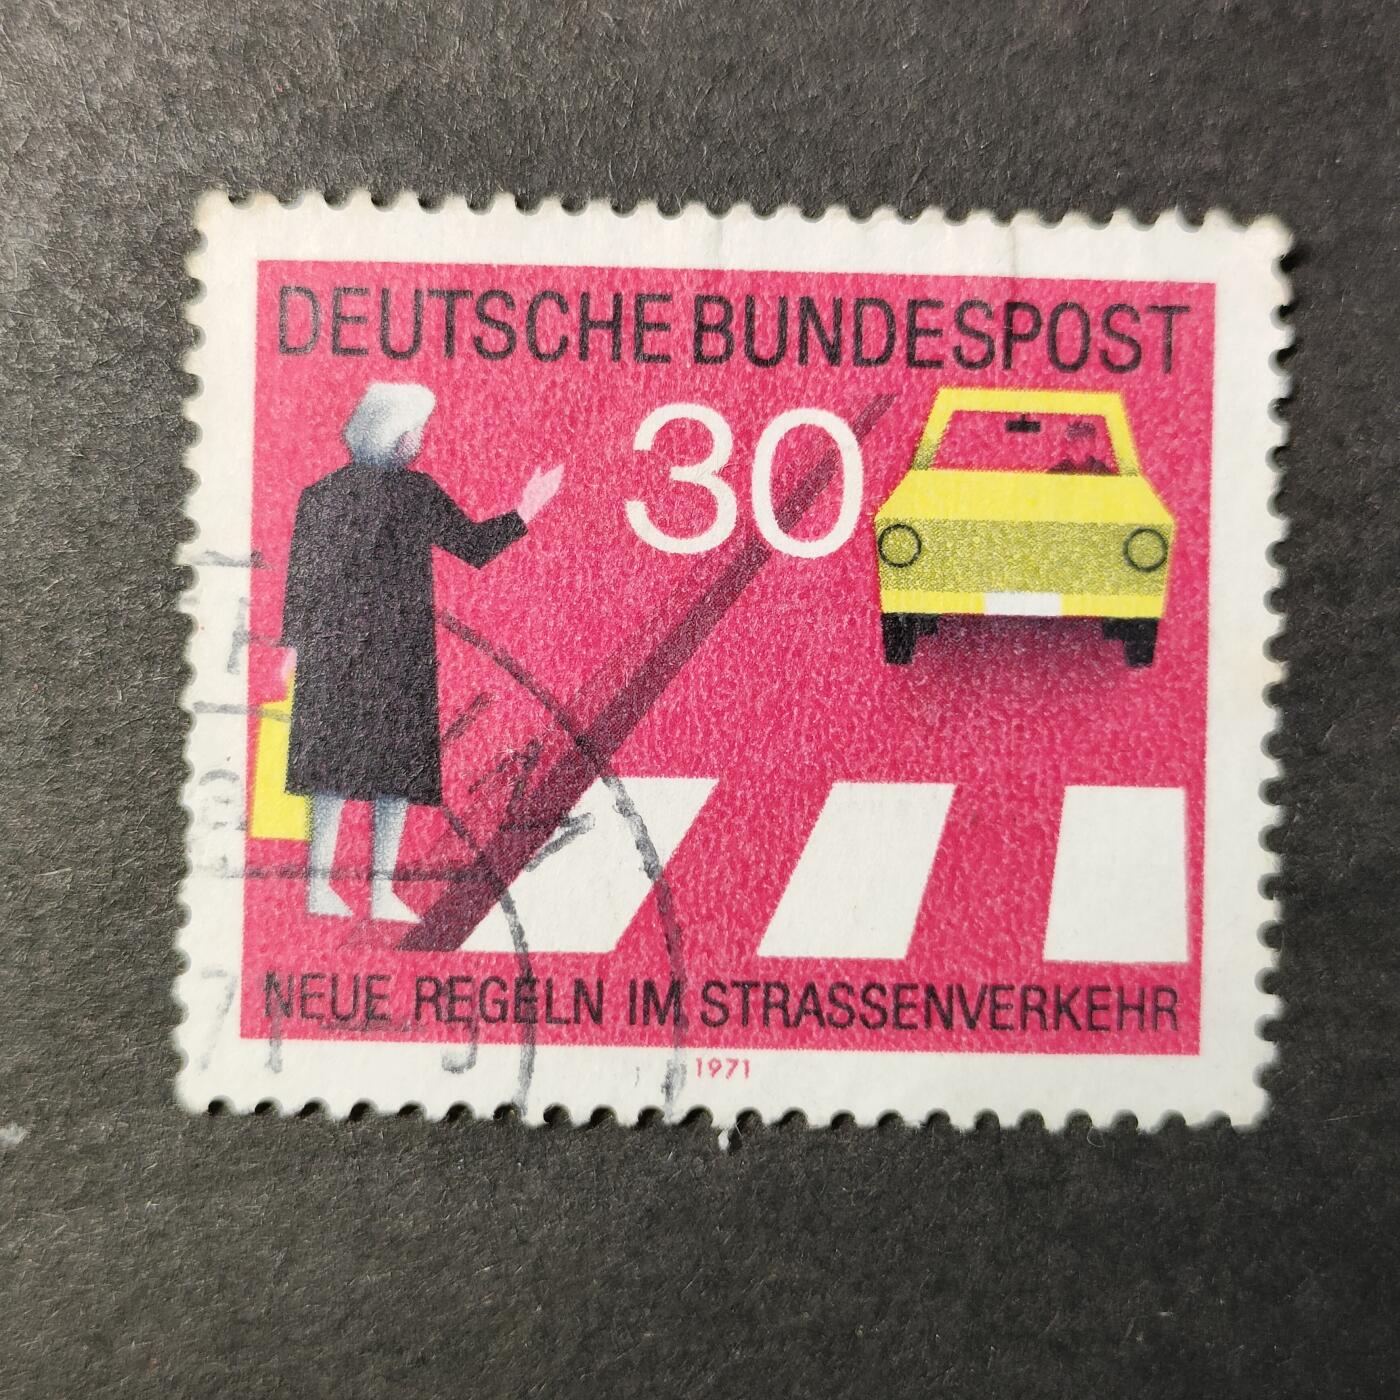 DEUTSCHE BUNDESPOST
30
NEUE REGELN IM STRASSENVERKEHR
1971